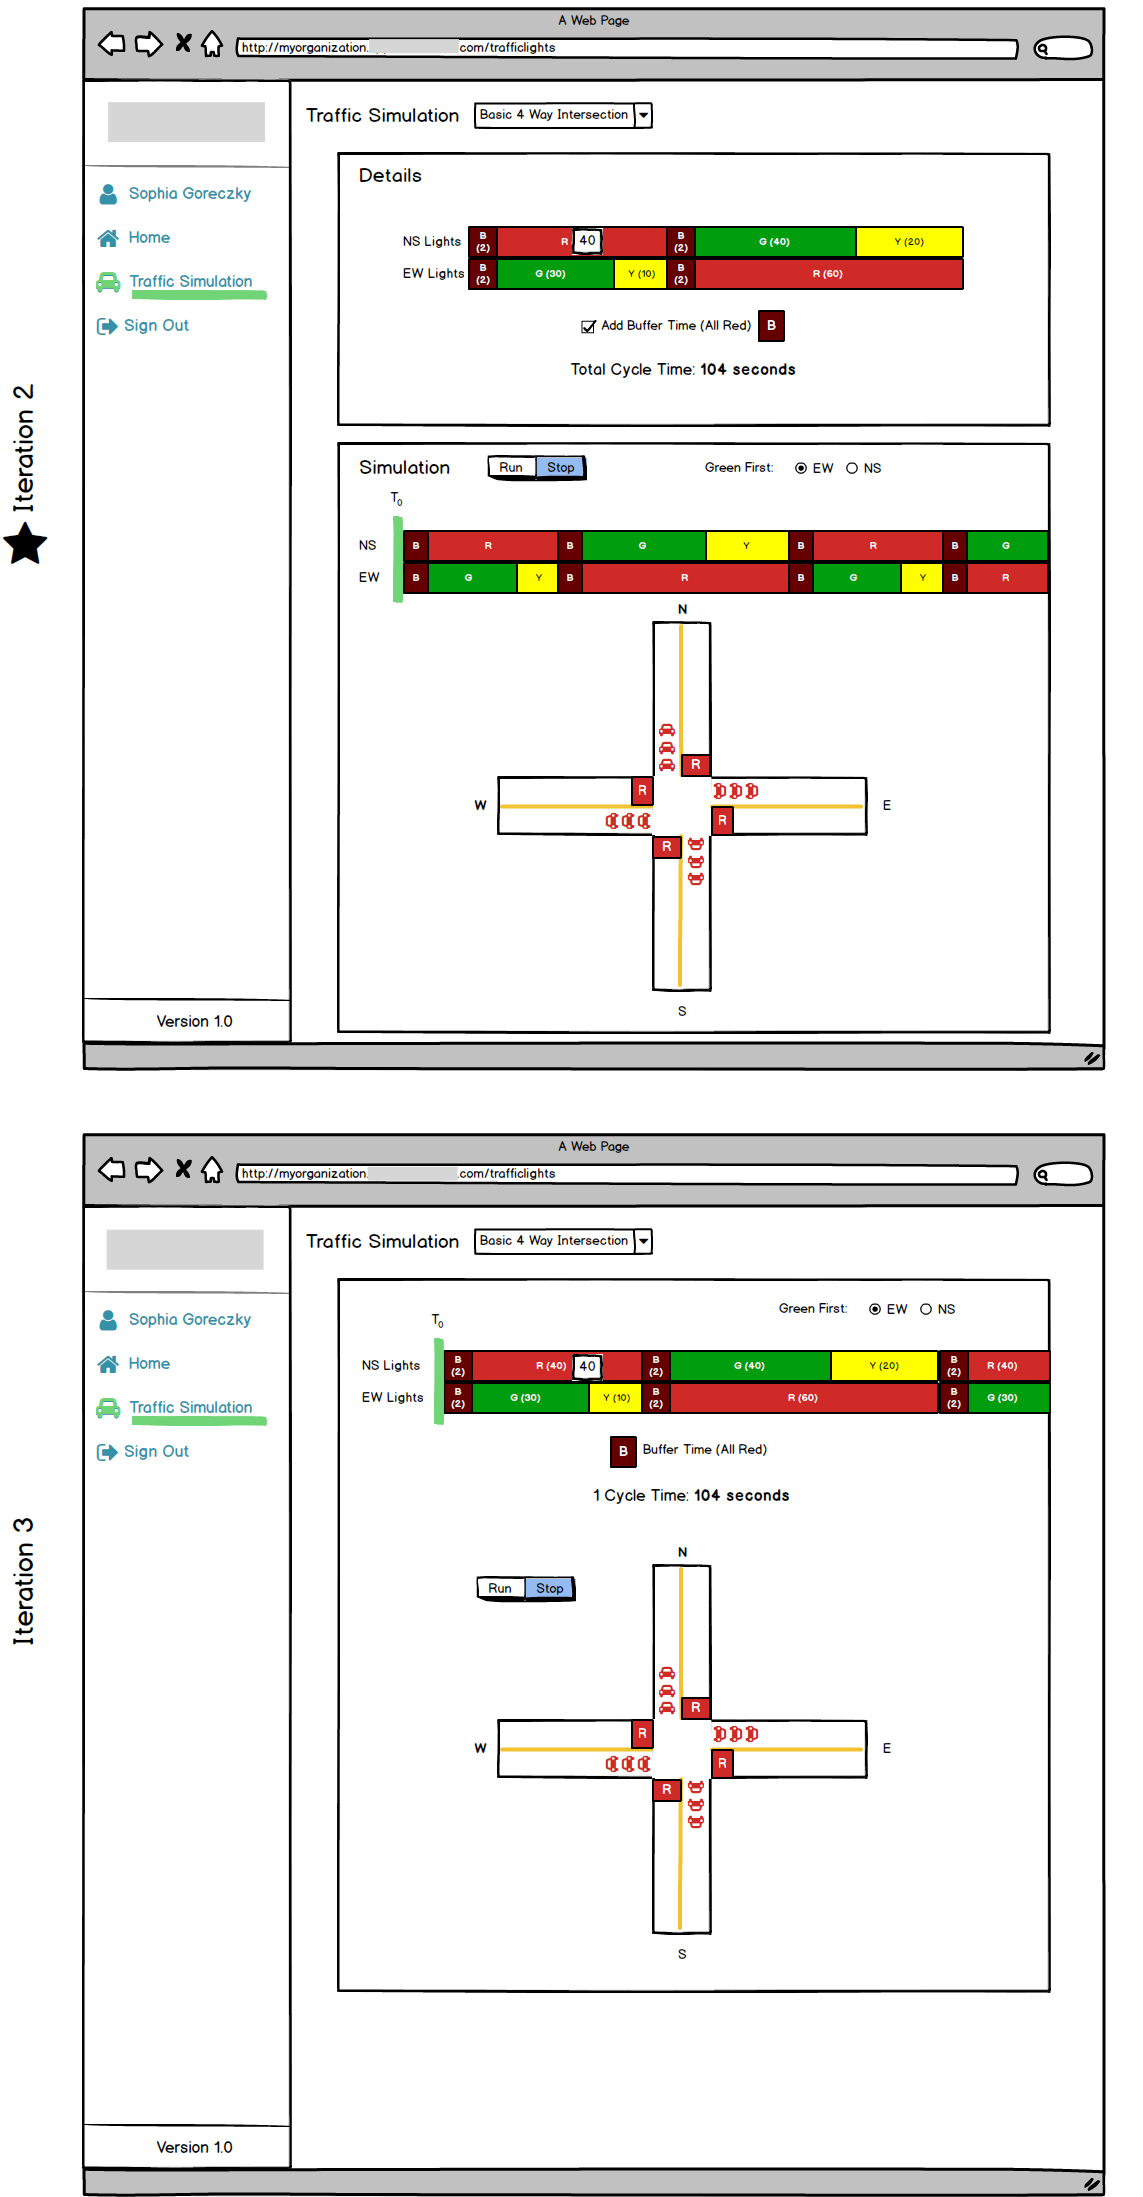 Iteration 2
A Web Page
http://myorganization. com/trafficlights
Sophia Goreczky
Home
Traffic Simulation
Sign Out
Version 1.0
Traffic Simulation Basic 4 Way Intersection
Details
NS Lights B (2) R 40 B (2) G (40) Y (20)
EW Lights B (2) G (30) Y (10) B (2) R (60)
Add Buffer Time (All Red) B
Total Cycle Time: 104 seconds
Simulation Run Stop Green First: EW NS
T0
NS B R B G Y B R B G
EW B G Y B R B G Y B R
N
R
R
W E
R
R
S
Iteration 3
A Web Page
http://myorganization. .com/trafficlights
Sophia Goreczky
Home
Traffic Simulation
Sign Out
Version 1.0
Traffic Simulation Basic 4 Way Intersection
Green First: EW NS
T0
NS Lights B (2) R (40) 40 B (2) G (40) Y (20) B (2) R (40)
EW Lights B (2) G (30) Y (10) B (2) R (60) B (2) G (30)
B Buffer Time (All Red)
1 Cycle Time: 104 seconds
N
Run Stop
R
R
W E
R
R
S